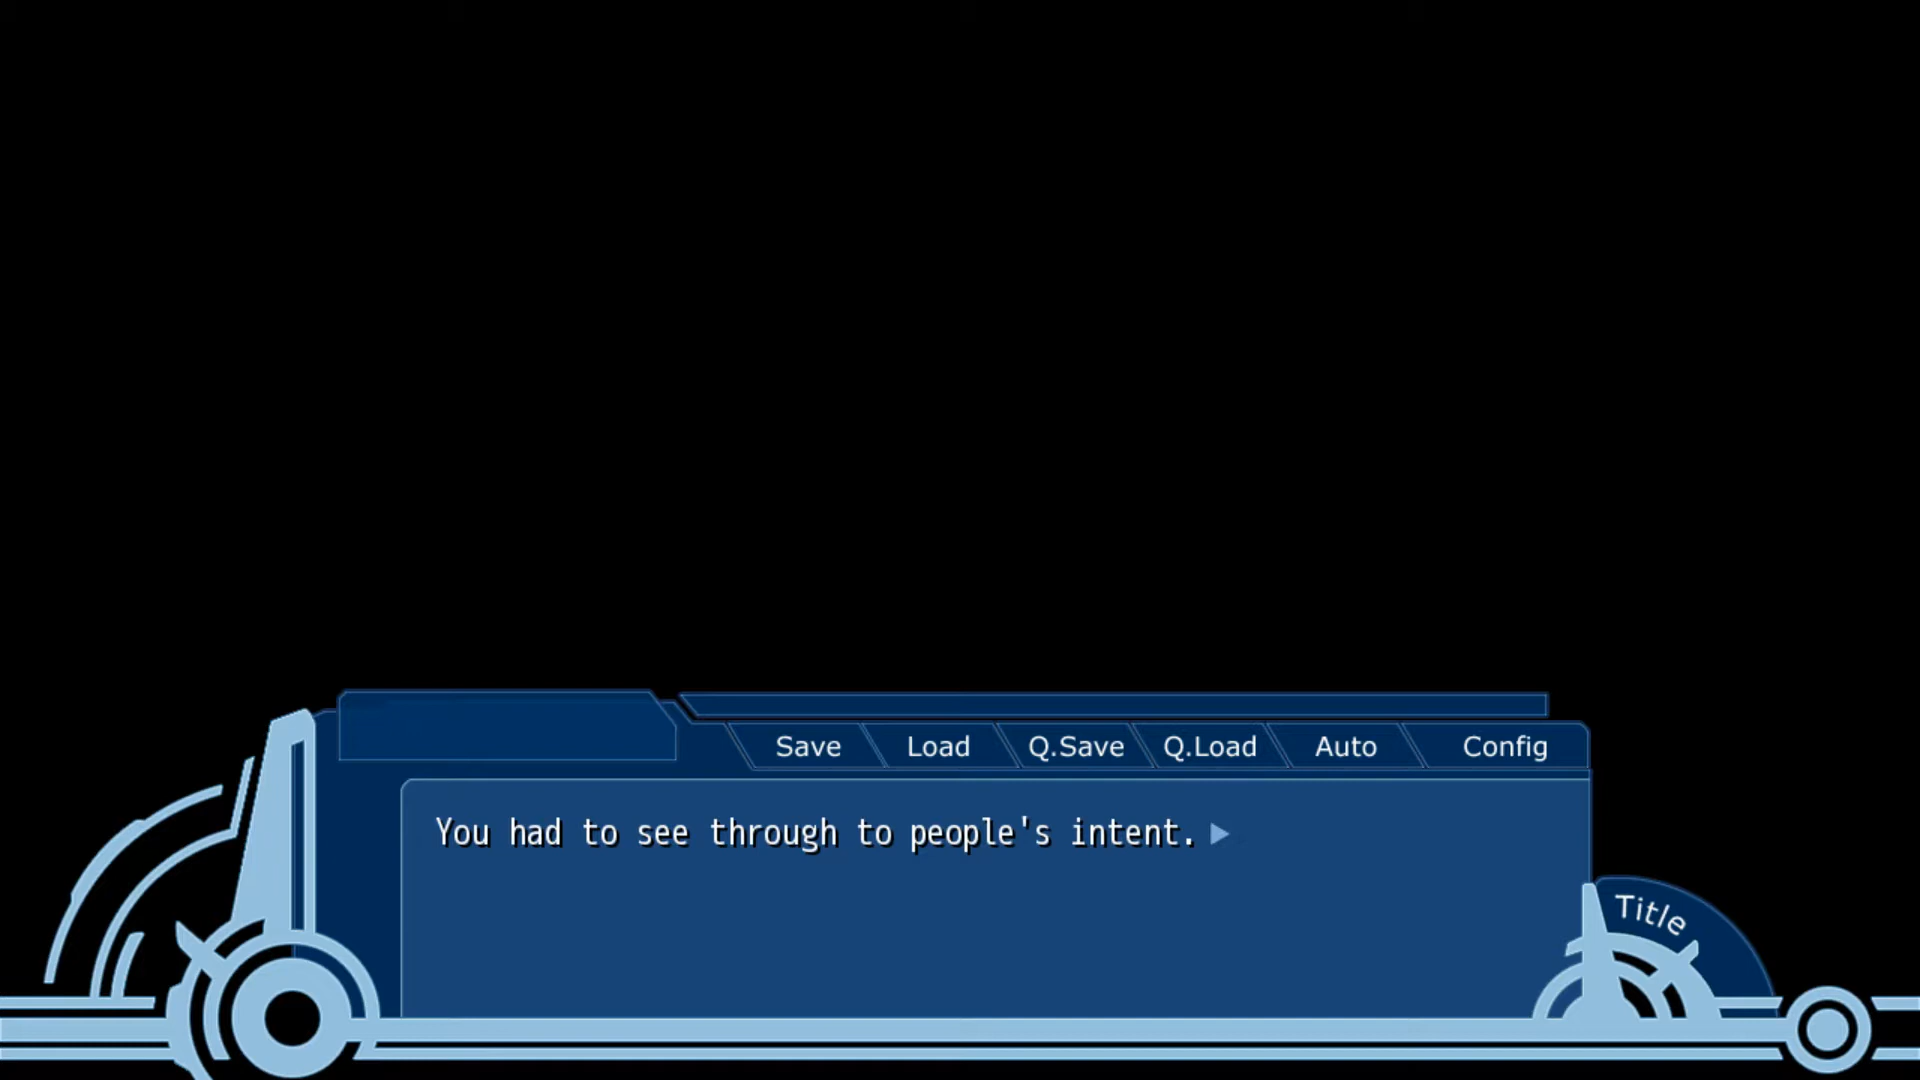 Save Load Q.Save Q.Load Auto Config
You had to see through to people's intent.
Title